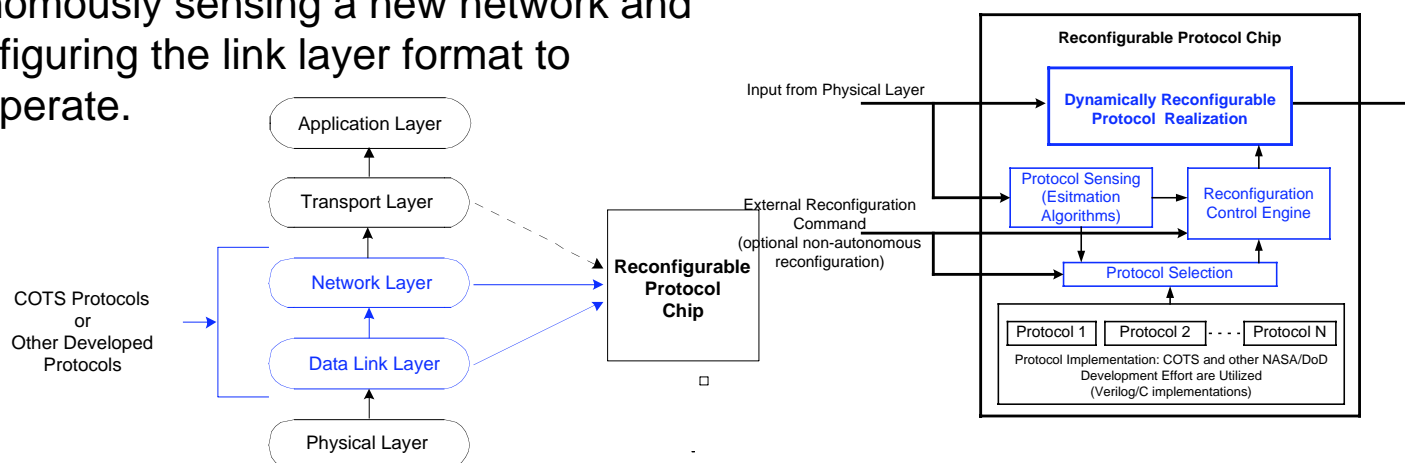 nomously sensing a new network and
figuring the link layer format to
perate.
Application Layer
Transport Layer
Network Layer
Data Link Layer
Physical Layer
COTS Protocols
or
Other Developed
Protocols
Reconfigurable
Protocol
Chip
Reconfigurable Protocol Chip
Input from Physical Layer
Dynamically Reconfigurable
Protocol Realization
Protocol Sensing
(Esitmation
Algorithms)
Reconfiguration
Control Engine
External Reconfiguration
Command
(optional non-autonomous
reconfiguration)
Protocol Selection
Protocol 1
Protocol 2
Protocol N
Protocol Implementation: COTS and other NASA/DoD
Development Effort are Utilized
(Verilog/C implementations)